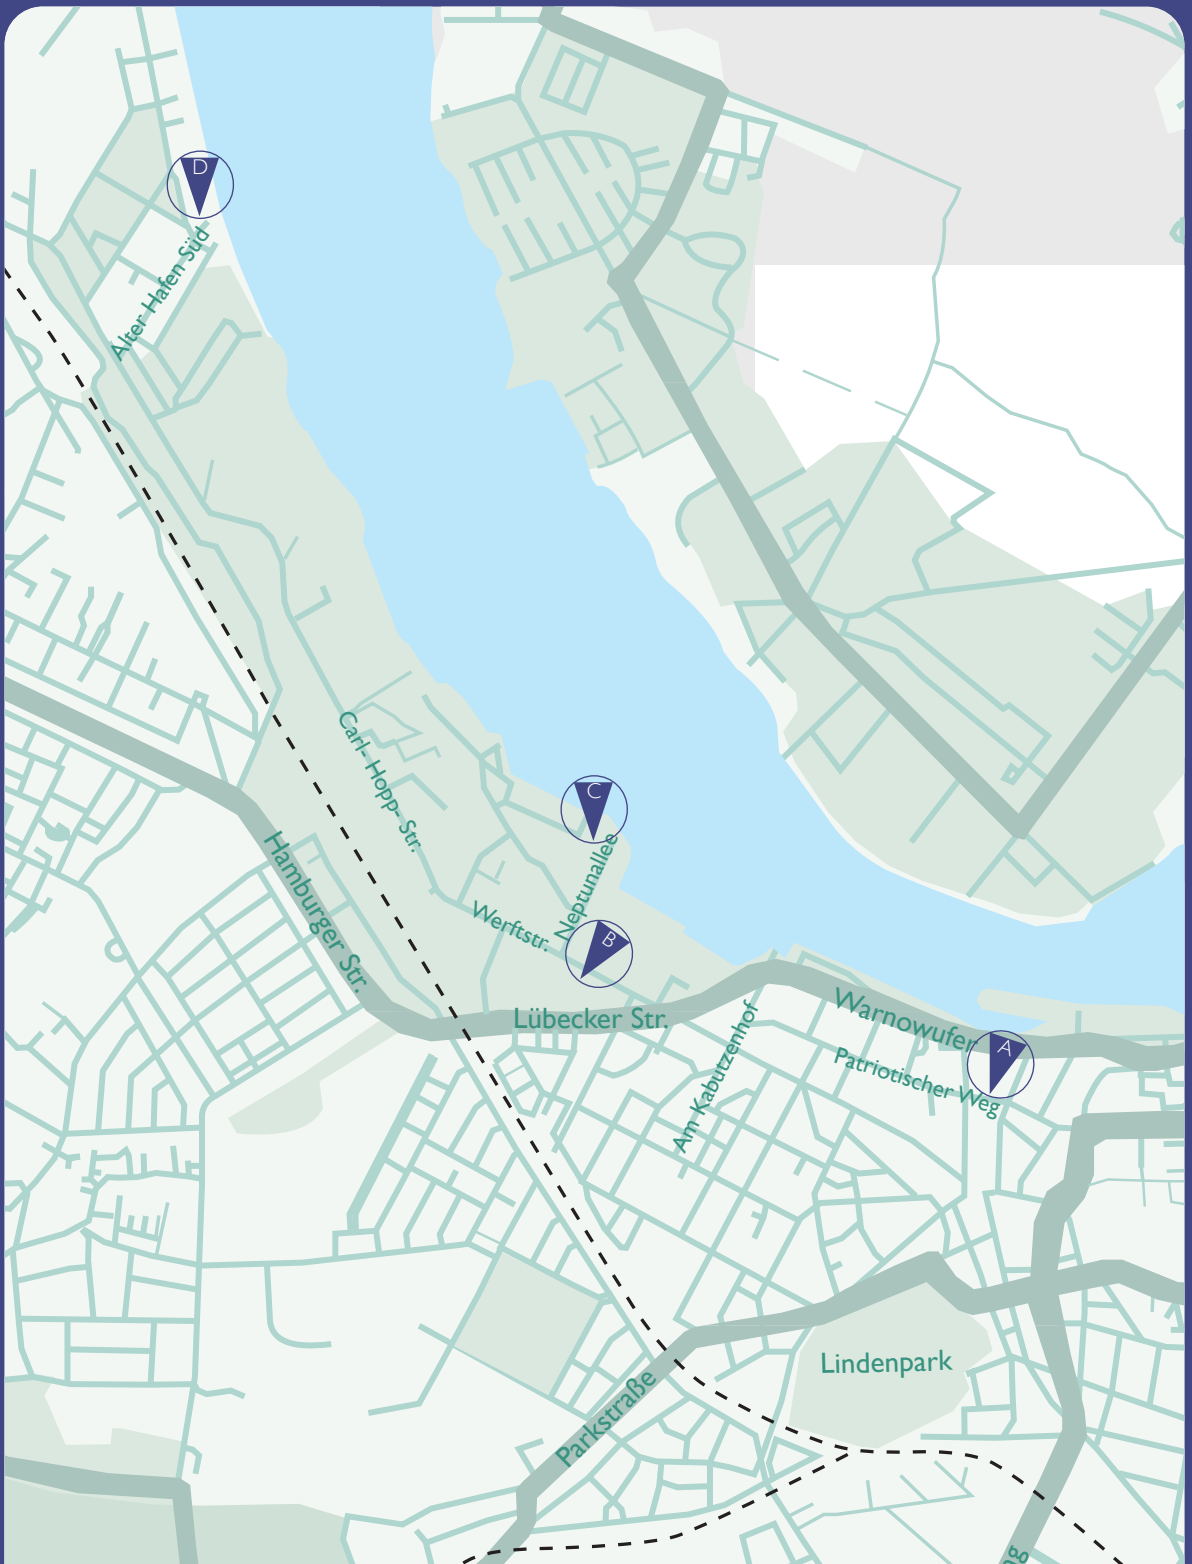 D
Alter Hafen Süd
Carl- Hopp- Str.
C
Hamburger Str.
Neptunallee
Werftstr.
B
Lübecker Str.
Warnowufer
A
Am Kabutzenhof
Patriotischer Weg
Lindenpark
Parkstraße